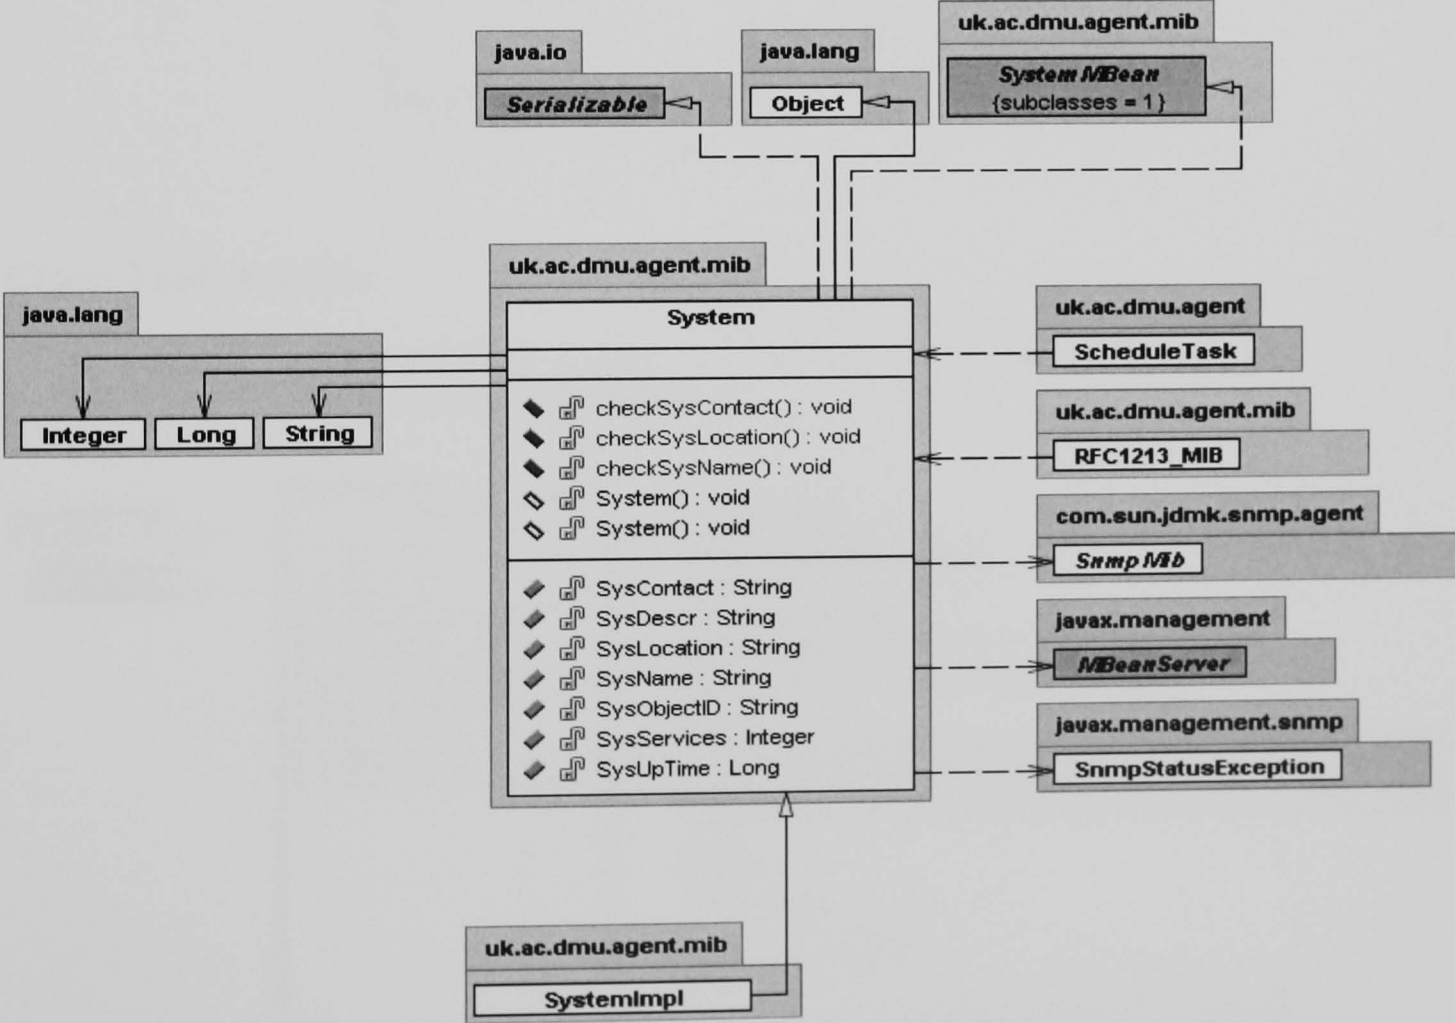 uk.ac.dmu.agent.mib
java.io
java.lang
SystemMBean
{subclasses = 1 }
Serializable
Object
uk.ac.dmu.agent.mib
System
java.lang
Integer
Long
String
checkSysContact() : void
checkSysLocation() : void
checkSysName() : void
System() : void
System() : void
SysContact : String
SysDescr : String
SysLocation : String
SysName : String
SysObjectID : String
SysServices : Integer
SysUpTime : Long
uk.ac.dmu.agent
ScheduleTask
uk.ac.dmu.agent.mib
RFC1213_MIB
com.sun.jdmk.snmp.agent
SnmpMib
javax.management
MBeanServer
javax.management.snmp
SnmpStatusException
uk.ac.dmu.agent.mib
SystemImpl